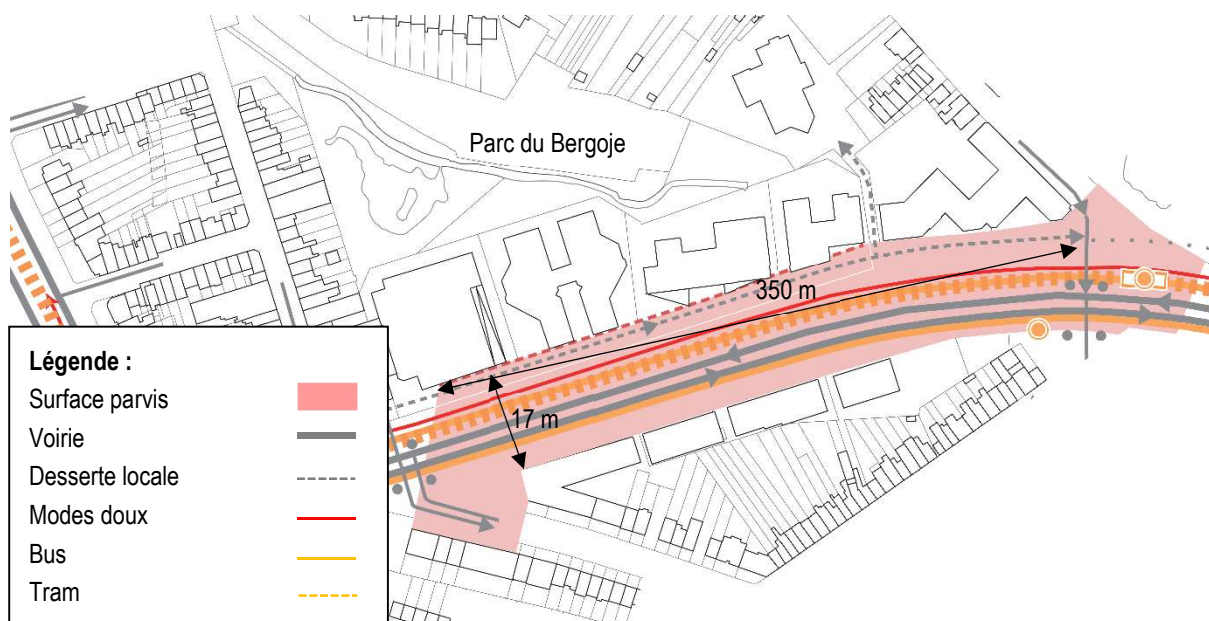 Parc du Bergoje
350 m
17 m
Légende :
Surface parvis
Voirie
Desserte locale
Modes doux
Bus
Tram